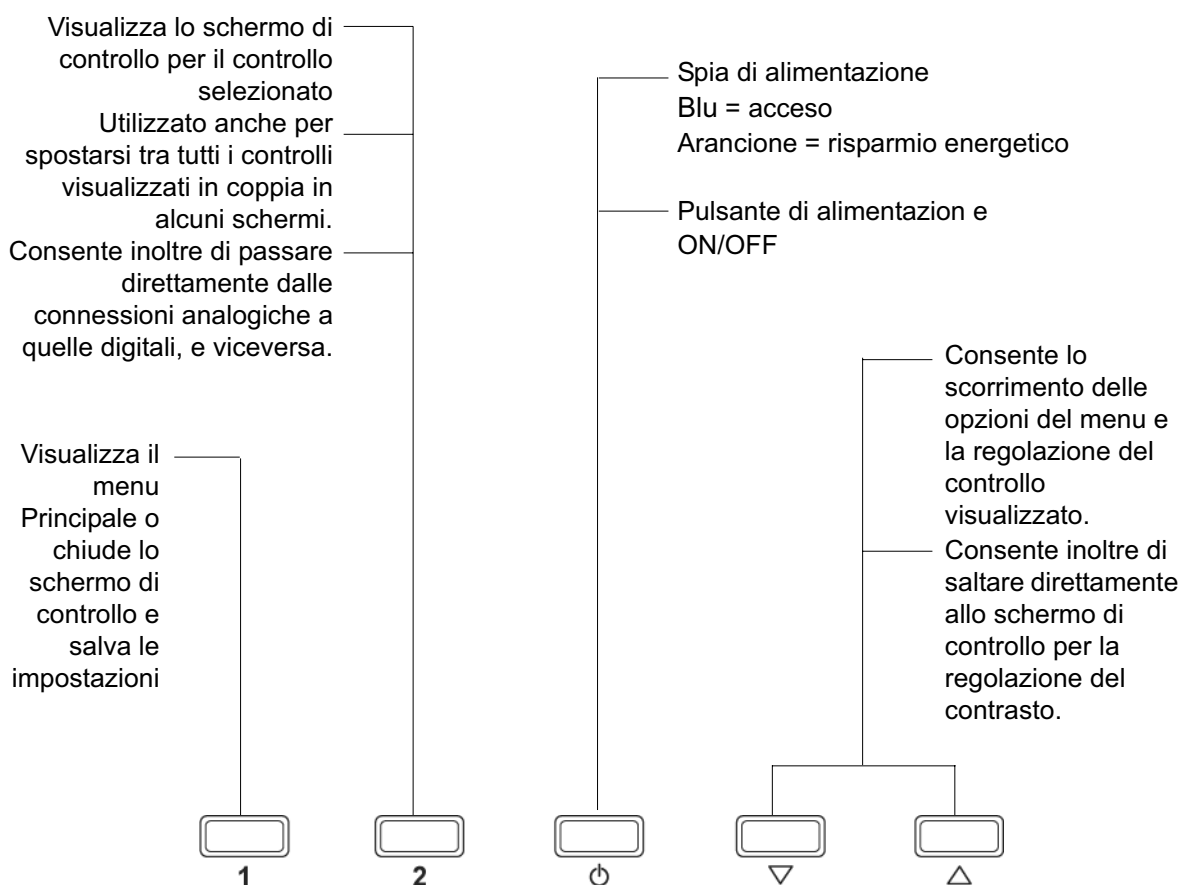 Visualizza lo schermo di
controllo per il controllo
selezionato
Utilizzato anche per
spostarsi tra tutti i controlli
visualizzati in coppia in
alcuni schermi.
Consente inoltre di passare
direttamente dalle
connessioni analogiche a
quelle digitali, e viceversa.
Spia di alimentazione
Blu = acceso
Arancione = risparmio energetico
Pulsante di alimentazion e
ON/OFF
Visualizza il
menu
Principale o
chiude lo
schermo di
controllo e
salva le
impostazioni
Consente lo
scorrimento delle
opzioni del menu e
la regolazione del
controllo
visualizzato.
Consente inoltre di
saltare direttamente
allo schermo di
controllo per la
regolazione del
contrasto.
1
2